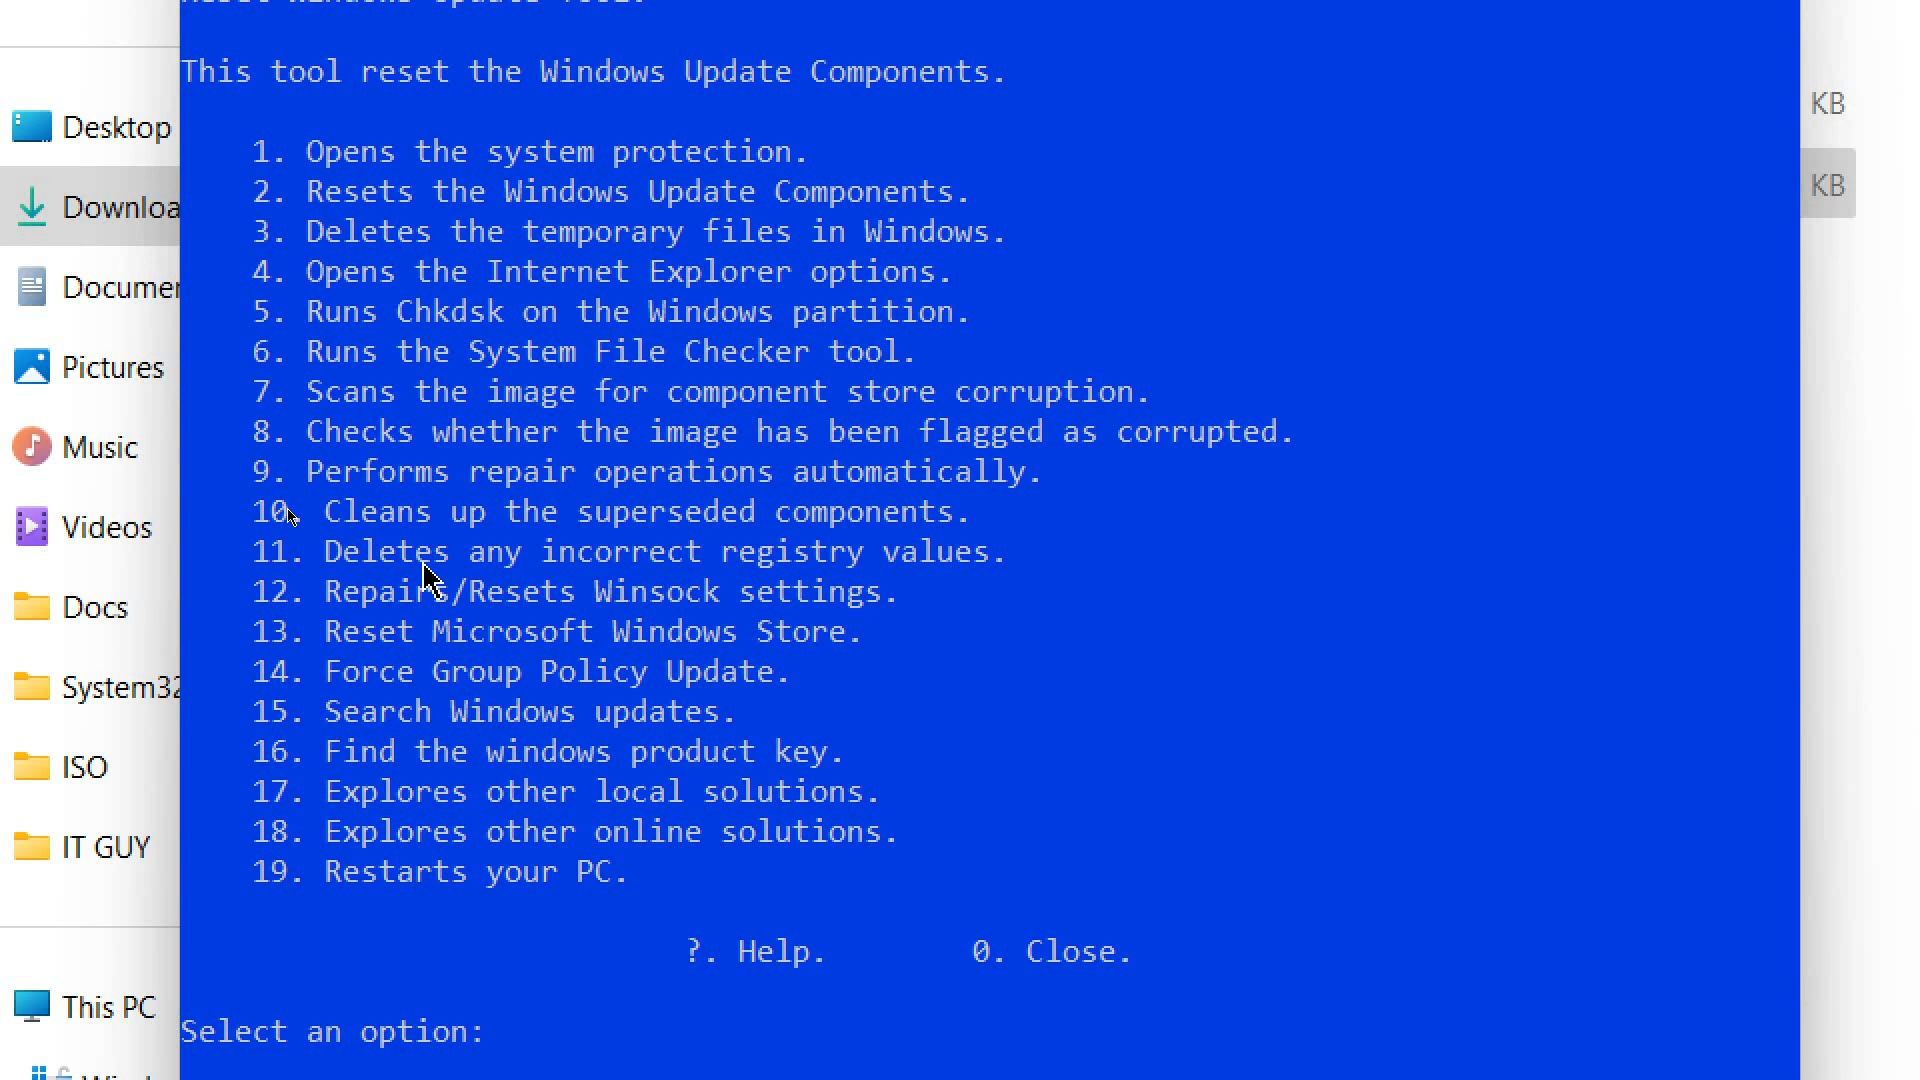 Reset Windows Update Tool.
This tool reset the Windows Update Components.
1. Opens the system protection.
2. Resets the Windows Update Components.
3. Deletes the temporary files in Windows.
4. Opens the Internet Explorer options.
5. Runs Chkdsk on the Windows partition.
6. Runs the System File Checker tool.
7. Scans the image for component store corruption.
8. Checks whether the image has been flagged as corrupted.
9. Performs repair operations automatically.
10. Cleans up the superseded components.
11. Deletes any incorrect registry values.
12. Repairs/Resets Winsock settings.
13. Reset Microsoft Windows Store.
14. Force Group Policy Update.
15. Search Windows updates.
16. Find the windows product key.
17. Explores other local solutions.
18. Explores other online solutions.
19. Restarts your PC.
?. Help. 0. Close.
Select an option:
Desktop
Downloa
Documer
Pictures
Music
Videos
Docs
System32
ISO
IT GUY
This PC
KB
KB